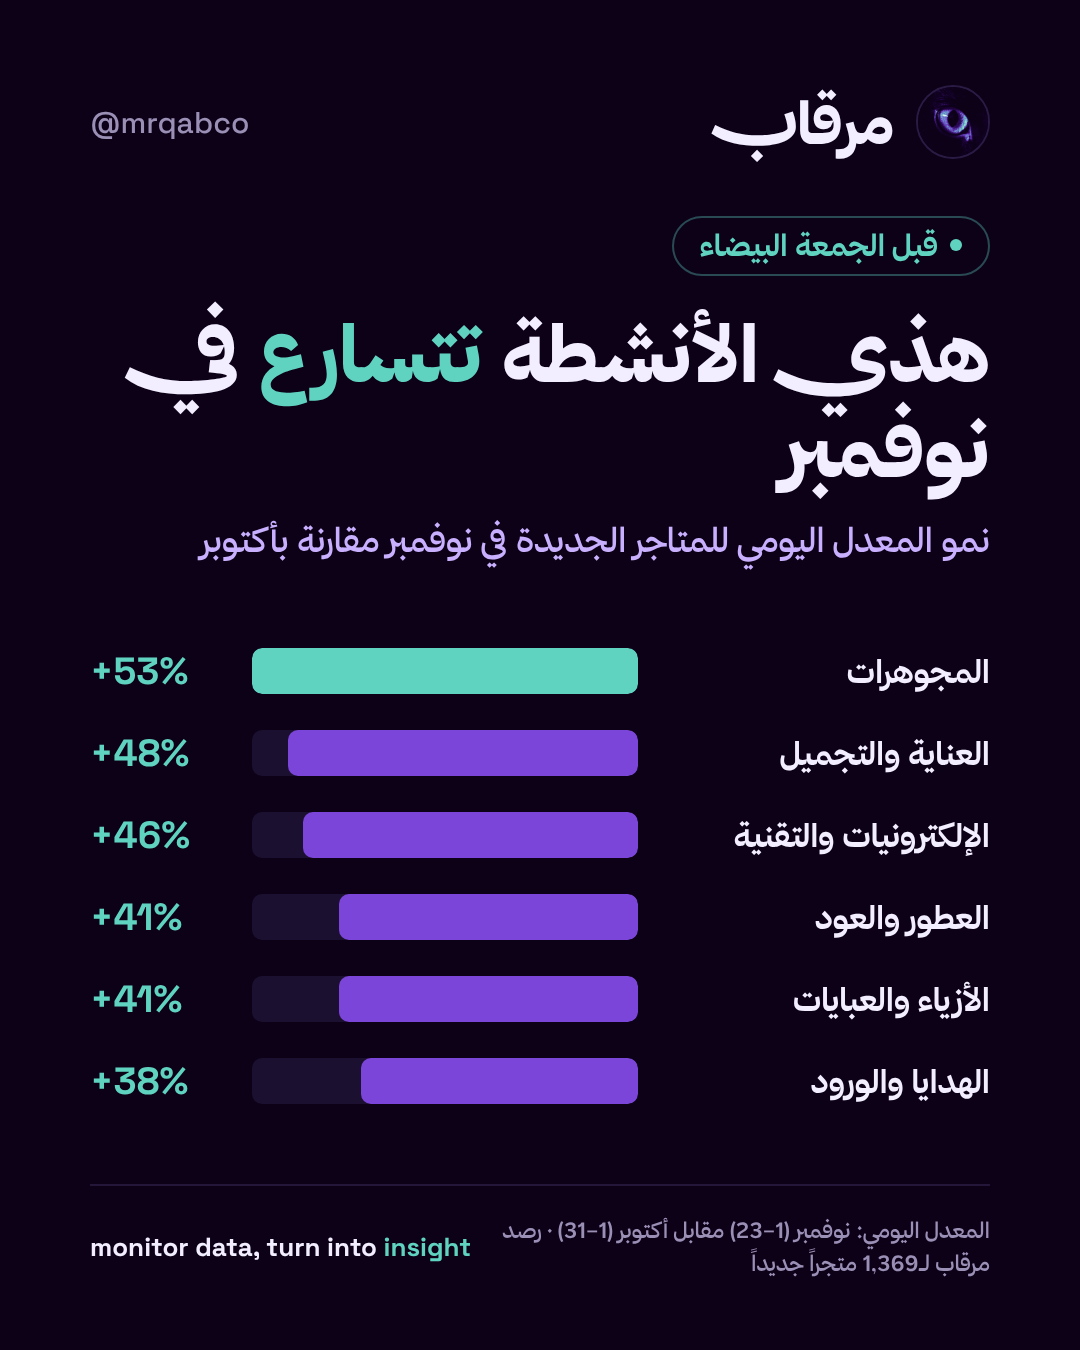 مرقاب
@mrqabco
قبل الجمعة البيضاء
هذي الأنشطة تتسارع في
نوفمبر
نمو المعدل اليومي للمتاجر الجديدة في نوفمبر مقارنة بأكتوبر
المجوهرات +53%
العناية والتجميل +48%
الإلكترونيات والتقنية +46%
العطور والعود +41%
الأزياء والعبايات +41%
الهدايا والورود +38%
المعدل اليومي: نوفمبر (1–23) مقابل أكتوبر (1–31) · رصد
مرقاب لـ1,369 متجراً جديداً
monitor data, turn into insight